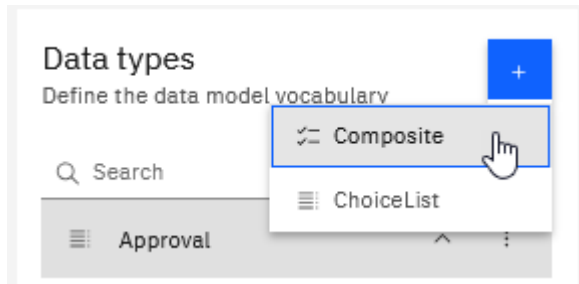 Data types
Define the data model vocabulary
+
Composite
Search
ChoiceList
Approval